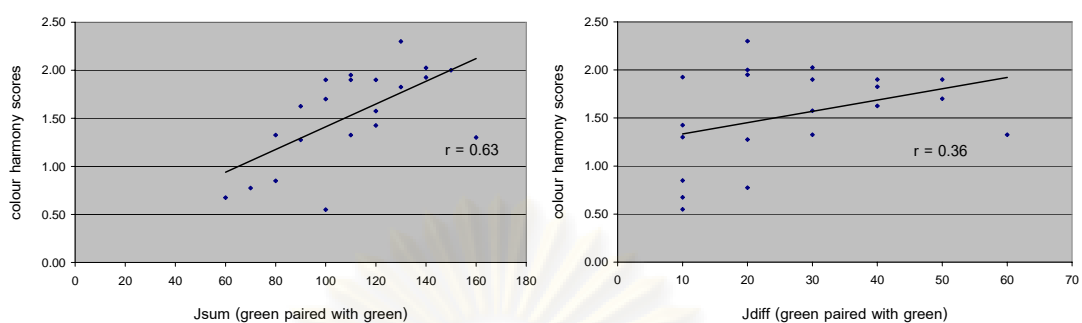 colour harmony scores
2.50
2.00
1.50
1.00
0.50
0.00
r = 0.63
0 20 40 60 80 100 120 140 160 180
Jsum (green paired with green)
colour harmony scores
2.50
2.00
1.50
1.00
0.50
0.00
r = 0.36
0 10 20 30 40 50 60 70
Jdiff (green paired with green)